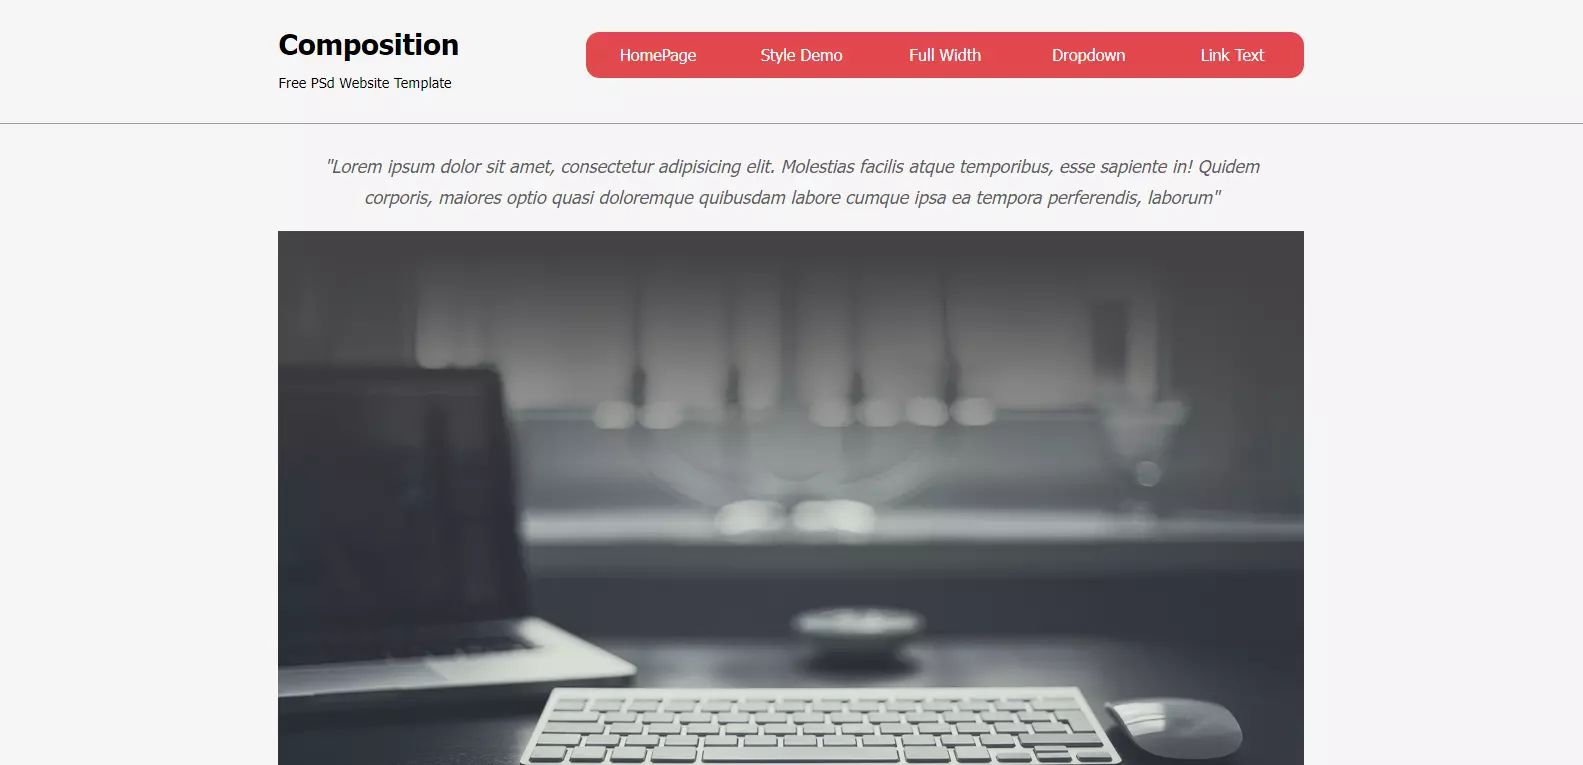 Composition
Free PSd Website Template
HomePage Style Demo Full Width Dropdown Link Text
"Lorem ipsum dolor sit amet, consectetur adipisicing elit. Molestias facilis atque temporibus, esse sapiente in! Quidem
corporis, maiores optio quasi doloremque quibusdam labore cumque ipsa ea tempora perferendis, laborum"